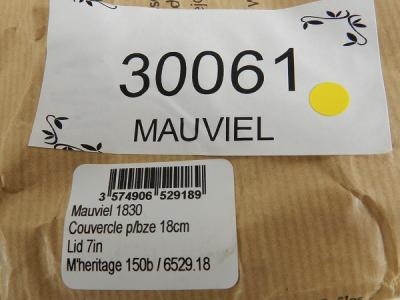 30061
MAUVIEL
3 574906 529189
Mauviel 1830
Couvercle p/bze 18cm
Lid 7in
M'heritage 150b / 6529.18